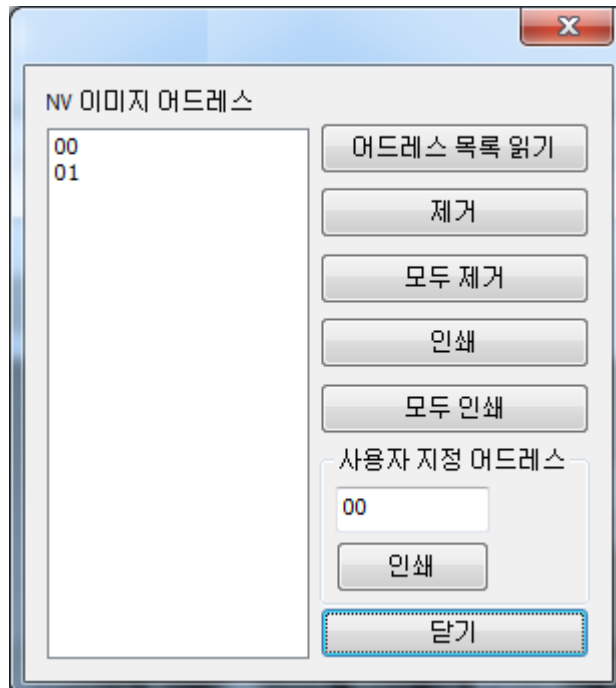 NV 이미지 어드레스
00
01
어드레스 목록 읽기
제거
모두 제거
인쇄
모두 인쇄
사용자 지정 어드레스
00
인쇄
닫기